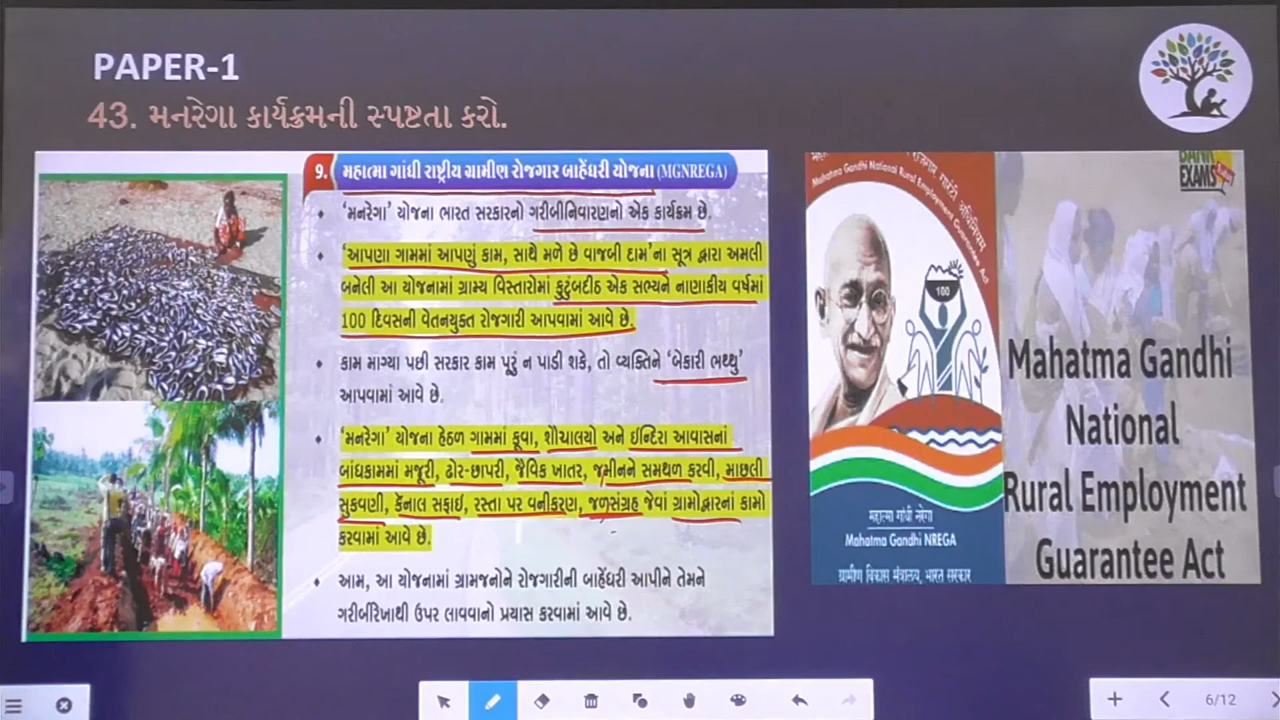 PAPER-1
43. મનરેગા કાર્યક્રમની સ્પષ્ટતા કરો.
9. મહાત્મા ગાંધી રાષ્ટ્રીય ગ્રામીણ રોજગાર બાહેંધરી યોજના (MGNREGA)
• 'મનરેગા' યોજના ભારત સરકારનો ગરીબીનિવારણનો એક કાર્યક્રમ છે.
• 'આપણા ગામમાં આપણું કામ, સાથે મળે છે વાજબી દામ'ના સૂત્ર દ્વારા અમલી
બનેલી આ યોજનામાં ગ્રામ્ય વિસ્તારોમાં કુટુંબદીઠ એક સભ્યને નાણાકીય વર્ષમાં
100 દિવસની વેતનયુક્ત રોજગારી આપવામાં આવે છે.
• કામ માગ્યા પછી સરકાર કામ પૂરું ન પાડી શકે, તો વ્યક્તિને 'બેકારી ભથ્થુ'
આપવામાં આવે છે.
• 'મનરેગા' યોજના હેઠળ ગામમાં કૂવા, શૌચાલયો અને ઇન્દિરા આવાસનાં
બાંધકામમાં મજૂરી, ઢોર-છાપરી, જૈવિક ખાતર, જમીનને સમથળ કરવી, માછલી
સુકવણી, કેનાલ સફાઇ, રસ્તા પર વનીકરણ, જળસંગ્રહ જેવાં ગ્રામોદ્વારનાં કામો
કરવામાં આવે છે.
• આમ, આ યોજનામાં ગ્રામજનોને રોજગારીની બાહેંધરી આપીને તેમને
ગરીબીરેખાથી ઉપર લાવવાનો પ્રયાસ કરવામાં આવે છે.
Mahatma Gandhi National Rural Employment Guarantee Act
100
महात्मा गांधी नरेगा
Mahatma Gandhi NREGA
ग्रामीण विकास मंत्रालय, भारत सरकार
BANK
EXAMS
Mahatma Gandhi
National
Rural Employment
Guarantee Act
6/12